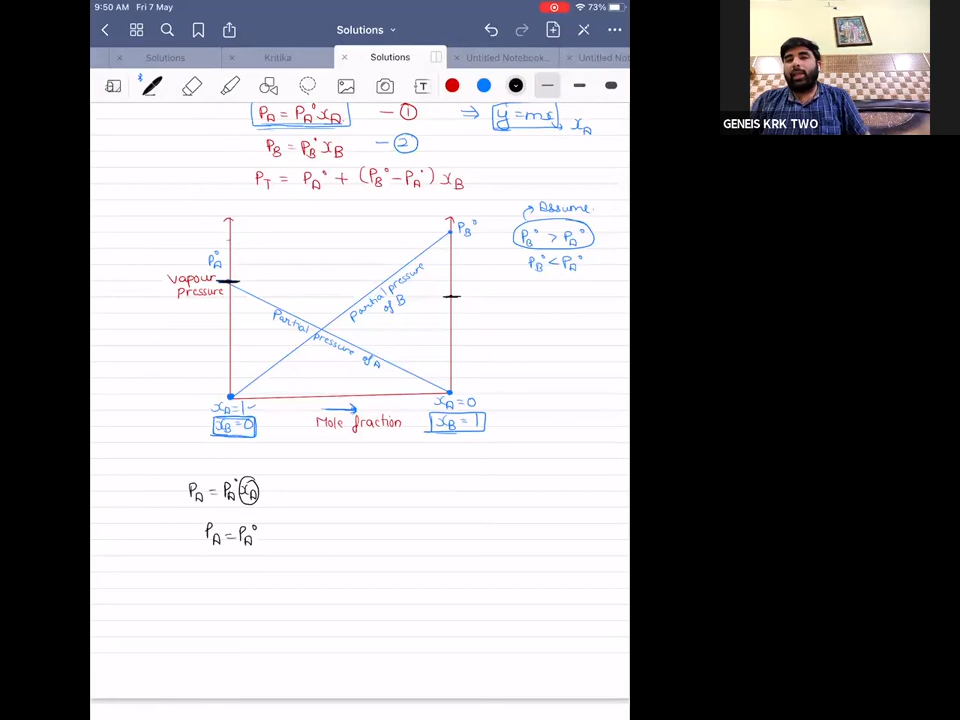 9:50 AM Fri 7 May
73%
Solutions
Solutions
Kritika
Solutions
Untitled Notebook...
Untitled No
T
P_A = P_A° x_A. — ① ⇒ y = mx, x_A
P_B = P_B° x_B — ②
P_T = P_A° + (P_B° − P_A°) x_B
Assume.
P_B° > P_A°
P_B° < P_A°
P_B°
P_A°
Vapour
Pressure
Partial pressure of A
Partial pressure
of B
x_A = 1
x_B = 0
Mole fraction
x_A = 0
x_B = 1
P_A = P_A° x_A
P_A = P_A°
GENEIS KRK TWO